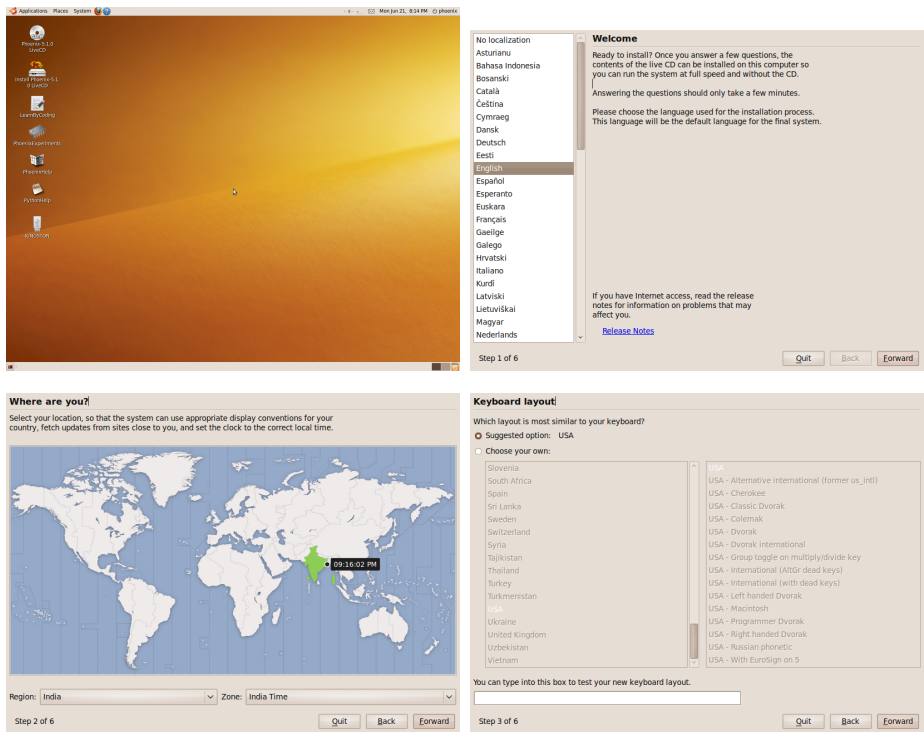 Applications Places System
Mon Jun 21, 8:14 PM
phoenix
Phoenix-5.1.0
LiveCD
Install Phoenix-5.1.
0 LiveCD
LearnByCoding
PhoenixExperiments
PhoenixHelp
PythonHelp
Welcome
No localization
Asturianu
Bahasa Indonesia
Bosanski
Català
Čeština
Cymraeg
Dansk
Deutsch
Eesti
English
Español
Esperanto
Euskara
Français
Gaeilge
Galego
Hrvatski
Italiano
Kurdî
Latviski
Lietuviškai
Magyar
Nederlands
Ready to install? Once you answer a few questions, the
contents of the live CD can be installed on this computer so
you can run the system at full speed and without the CD.
Answering the questions should only take a few minutes.
Please choose the language used for the installation process.
This language will be the default language for the final system.
If you have Internet access, read the release
notes for information on problems that may
affect you.
Release Notes
Step 1 of 6
Quit Back Forward
Where are you?
Select your location, so that the system can use appropriate display conventions for your
country, fetch updates from sites close to you, and set the clock to the correct local time.
09:16:02 PM
Region: India Zone: India Time
Step 2 of 6
Quit Back Forward
Keyboard layout
Which layout is most similar to your keyboard?
Suggested option: USA
Choose your own:
Slovenia
South Africa
Spain
Sri Lanka
Sweden
Switzerland
Syria
Tajikistan
Thailand
Turkey
Turkmenistan
USA
Ukraine
United Kingdom
Uzbekistan
Vietnam
USA
USA - Alternative international (former us_intl)
USA - Cherokee
USA - Classic Dvorak
USA - Colemak
USA - Dvorak
USA - Dvorak international
USA - Group toggle on multiply/divide key
USA - International (AltGr dead keys)
USA - International (with dead keys)
USA - Left handed Dvorak
USA - Macintosh
USA - Programmer Dvorak
USA - Right handed Dvorak
USA - Russian phonetic
USA - With EuroSign on 5
You can type into this box to test your new keyboard layout.
Step 3 of 6
Quit Back Forward